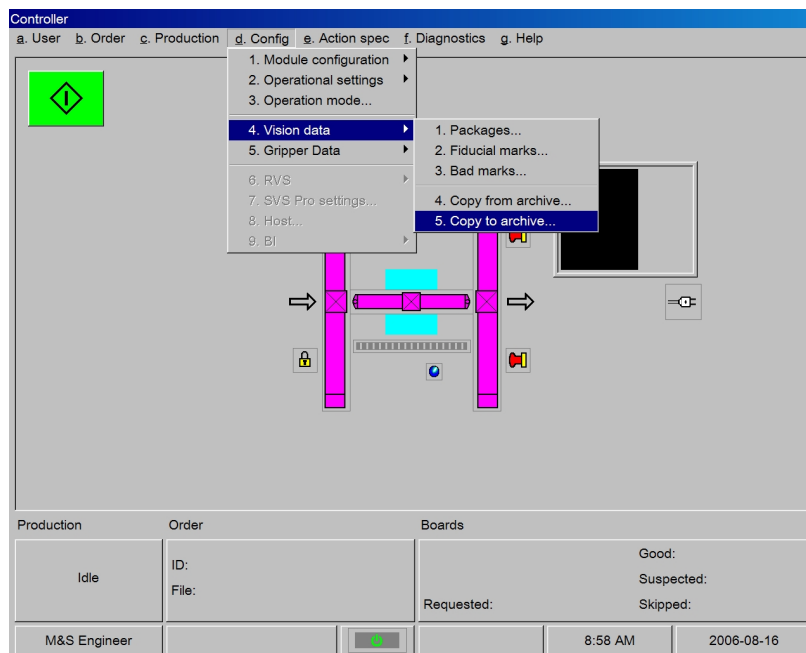 Controller
a. User b. Order c. Production d. Config e. Action spec f. Diagnostics g. Help
1. Module configuration
2. Operational settings
3. Operation mode...
4. Vision data
5. Gripper Data
6. RVS
7. SVS Pro settings...
8. Host...
9. BI
1. Packages...
2. Fiducial marks...
3. Bad marks...
4. Copy from archive...
5. Copy to archive...
Production Order Boards
Idle
ID:
File:
Requested:
Good:
Suspected:
Skipped:
M&S Engineer 8:58 AM 2006-08-16